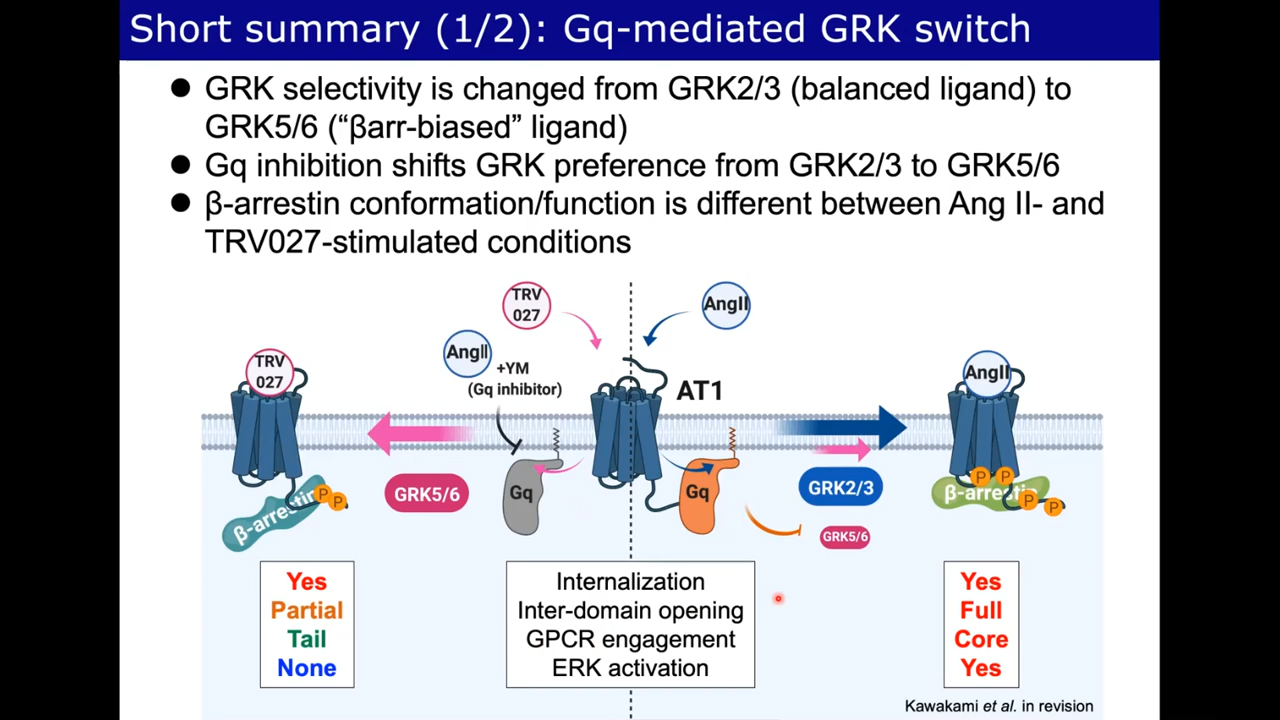 Short summary (1/2): Gq-mediated GRK switch
● GRK selectivity is changed from GRK2/3 (balanced ligand) to
GRK5/6 (“βarr-biased” ligand)
● Gq inhibition shifts GRK preference from GRK2/3 to GRK5/6
● β-arrestin conformation/function is different between Ang II- and
TRV027-stimulated conditions
TRV
027
AngII
AngII
+YM
(Gq inhibitor)
TRV
027
AT1
AngII
GRK5/6
Gq
Gq
GRK2/3
GRK5/6
β-arrestin
P
P
β-arrestin
P
P
P
P
Yes
Partial
Tail
None
Internalization
Inter-domain opening
GPCR engagement
ERK activation
Yes
Full
Core
Yes
Kawakami et al. in revision